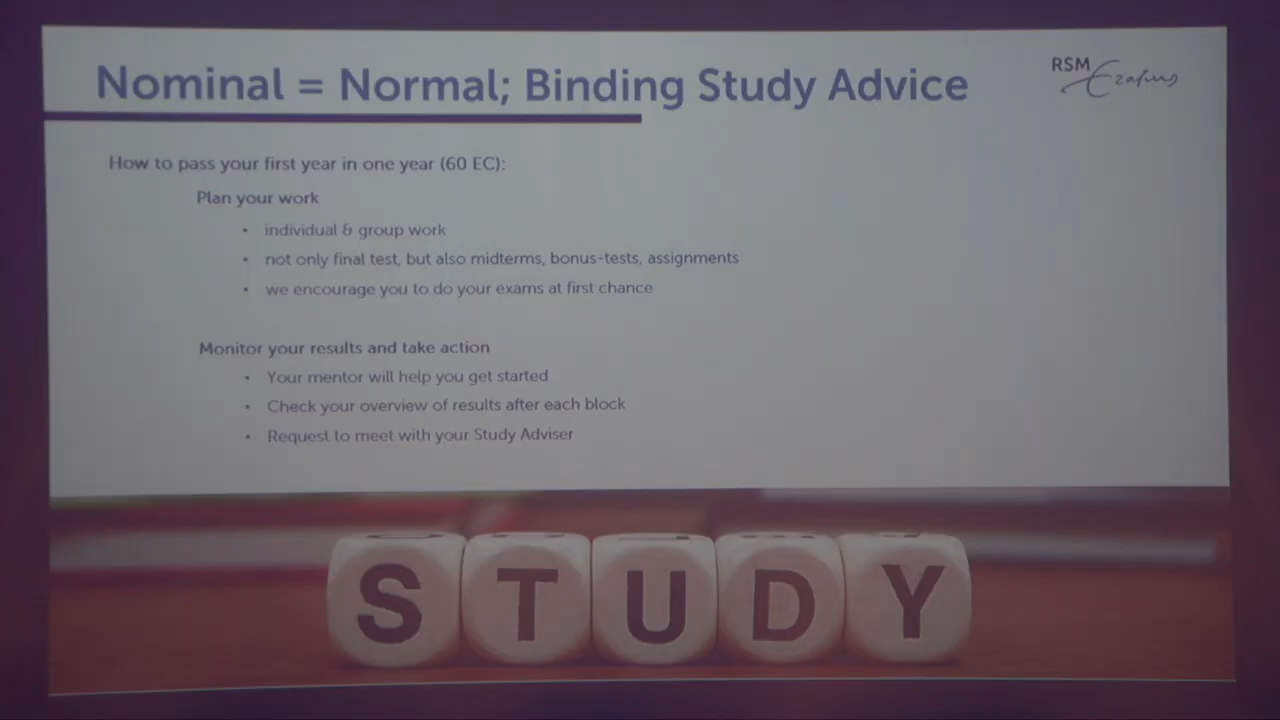 Nominal = Normal; Binding Study Advice
RSM
Erasmus
How to pass your first year in one year (60 EC):
Plan your work
• individual & group work
• not only final test, but also midterms, bonus-tests, assignments
• we encourage you to do your exams at first chance
Monitor your results and take action
• Your mentor will help you get started
• Check your overview of results after each block
• Request to meet with your Study Adviser
STUDY